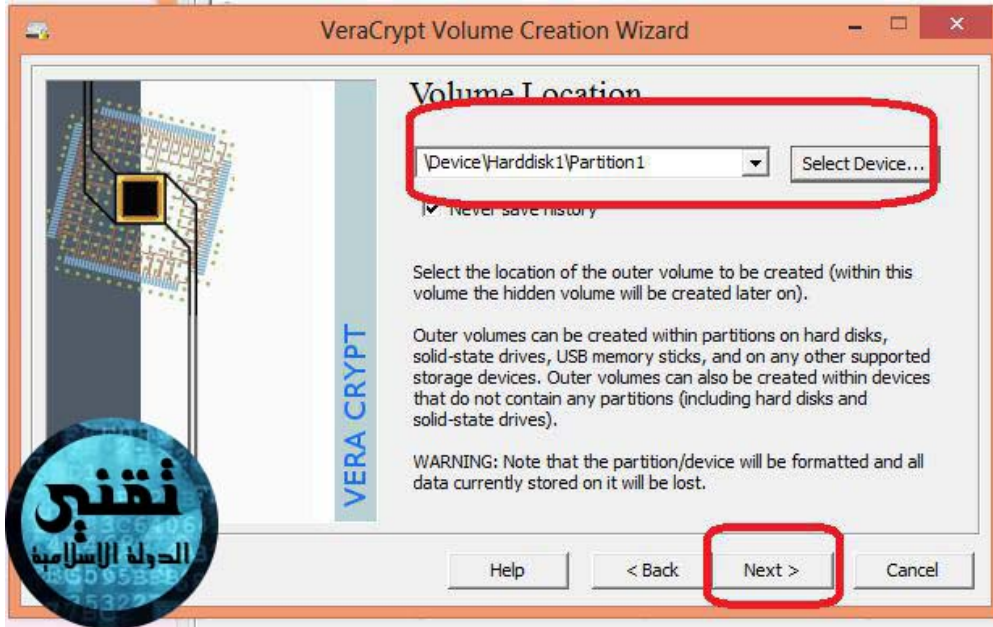 VeraCrypt Volume Creation Wizard
Volume Location
\Device\Harddisk1\Partition1
Select Device...
Never save history
Select the location of the outer volume to be created (within this
volume the hidden volume will be created later on).
Outer volumes can be created within partitions on hard disks,
solid-state drives, USB memory sticks, and on any other supported
storage devices. Outer volumes can also be created within devices
that do not contain any partitions (including hard disks and
solid-state drives).
WARNING: Note that the partition/device will be formatted and all
data currently stored on it will be lost.
VERA CRYPT
تقني
الدولة الاسلامية
Help
< Back
Next >
Cancel